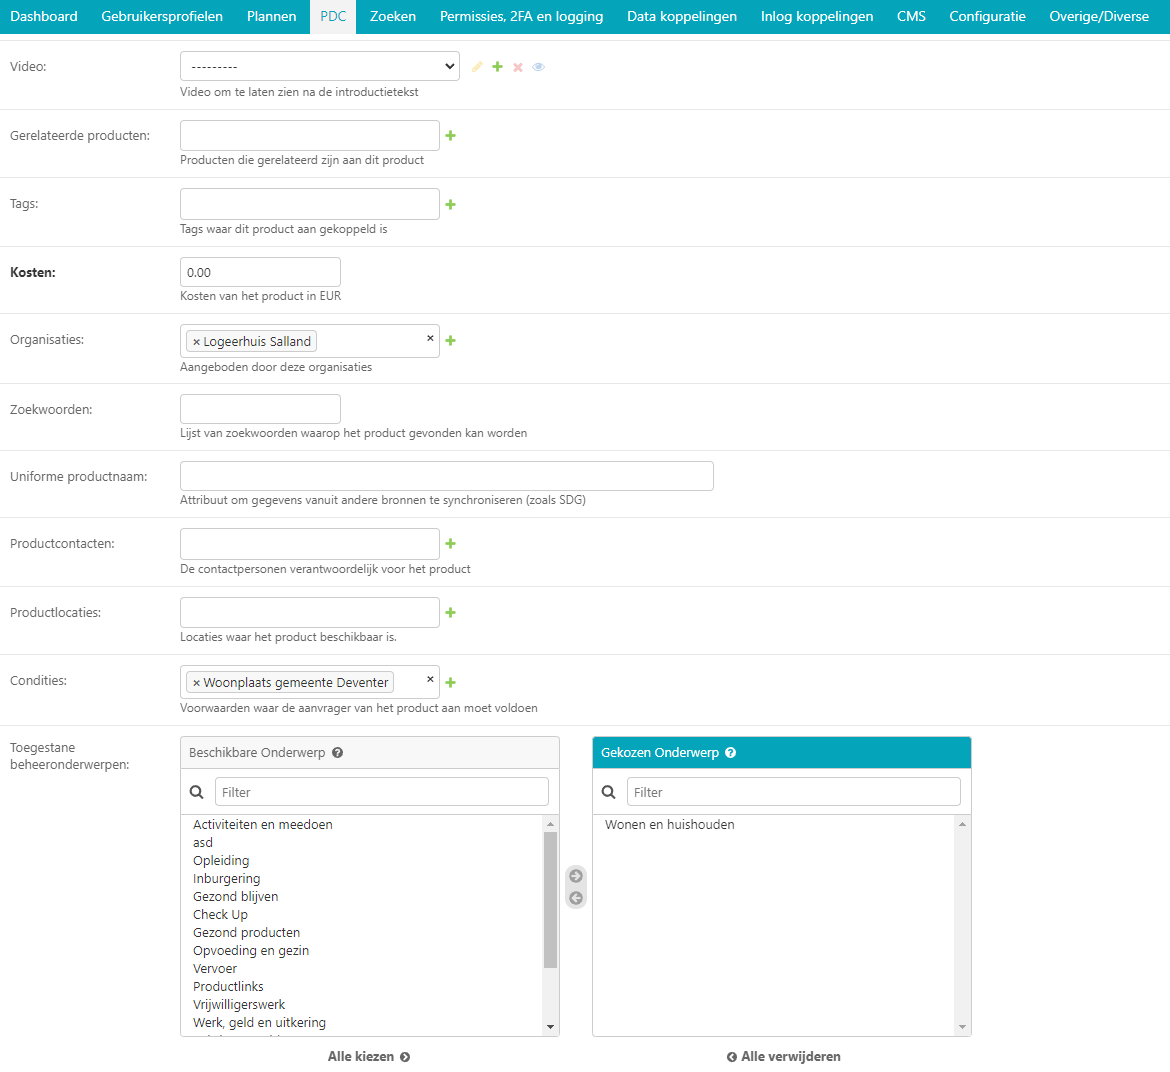 Dashboard Gebruikersprofielen Plannen PDC Zoeken Permissies, 2FA en logging Data koppelingen Inlog koppelingen CMS Configuratie Overige/Diverse
Video: ---------
Video om te laten zien na de introductietekst
Gerelateerde producten:
Producten die gerelateerd zijn aan dit product
Tags:
Tags waar dit product aan gekoppeld is
Kosten: 0.00
Kosten van het product in EUR
Organisaties: × Logeerhuis Salland ×
Aangeboden door deze organisaties
Zoekwoorden:
Lijst van zoekwoorden waarop het product gevonden kan worden
Uniforme productnaam:
Attribuut om gegevens vanuit andere bronnen te synchroniseren (zoals SDG)
Productcontacten:
De contactpersonen verantwoordelijk voor het product
Productlocaties:
Locaties waar het product beschikbaar is.
Condities: × Woonplaats gemeente Deventer ×
Voorwaarden waar de aanvrager van het product aan moet voldoen
Toegestane
beheeronderwerpen:
Beschikbare Onderwerp ?
Filter
Activiteiten en meedoen
asd
Opleiding
Inburgering
Gezond blijven
Check Up
Gezond producten
Opvoeding en gezin
Vervoer
Productlinks
Vrijwilligerswerk
Werk, geld en uitkering
Alle kiezen
Gekozen Onderwerp ?
Filter
Wonen en huishouden
Alle verwijderen